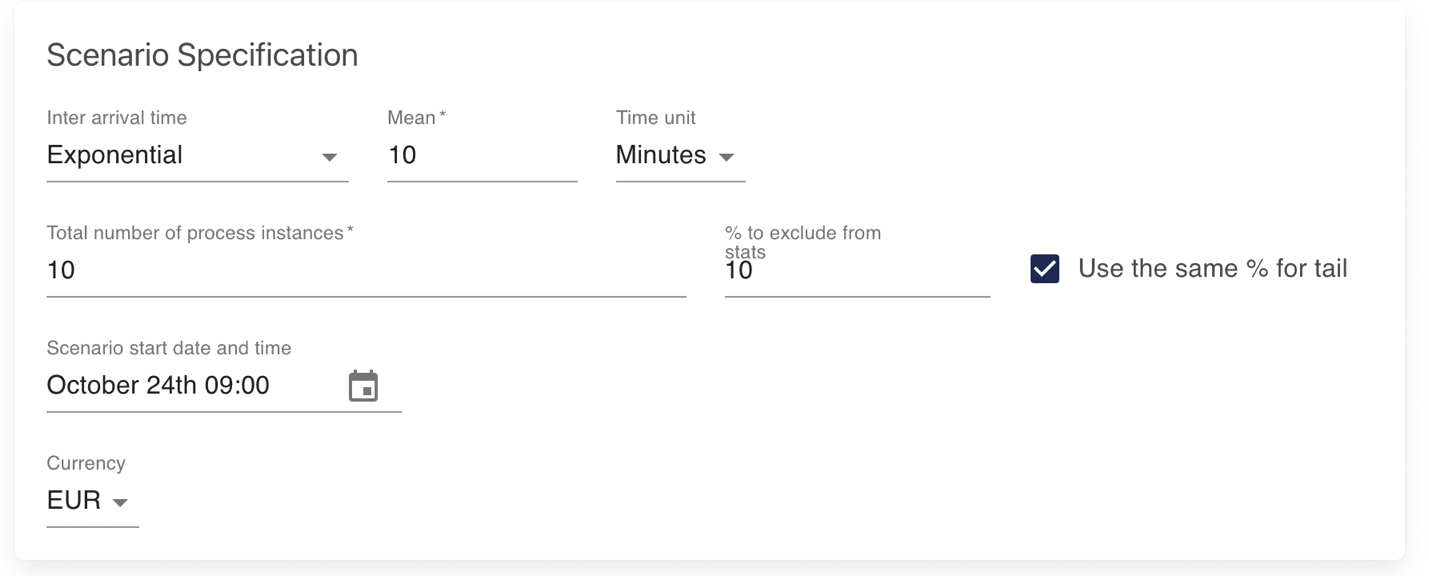 Scenario Specification
Inter arrival time Mean* Time unit
Exponential 10 Minutes
Total number of process instances* % to exclude from
stats
10 10 Use the same % for tail
Scenario start date and time
October 24th 09:00
Currency
EUR